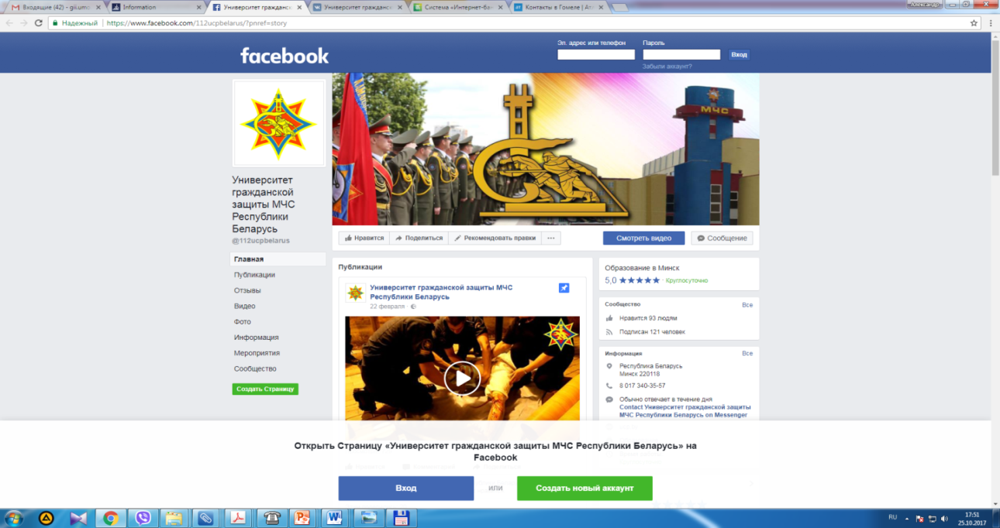 Входящие (42) - gii.ums
Information
Университет гражданск
Университет гражданск
Система «Интернет-бан
Контакты в Гомеле | Ат
Александр
Надежный
https://www.facebook.com/112ucpbelarus/?pnref=story
facebook
Эл. адрес или телефон
Пароль
Вход
Забыли аккаунт?
МЧС
Университет
гражданской
защиты МЧС
Республики
Беларусь
@112ucpbelarus
Нравится
Поделиться
Рекомендовать правки
...
Смотреть видео
Сообщение
Главная
Публикации
Отзывы
Видео
Фото
Информация
Мероприятия
Сообщество
Создать Страницу
Публикации
Университет гражданской защиты МЧС
Республики Беларусь
22 февраля ·
Образование в Минск
5,0 ★★★★★ · Круглосуточно
Сообщество
Все
Нравится 93 людям
Подписан 121 человек
Информация
Все
Республика Беларусь
Минск 220118
8 017 340-35-57
Обычно отвечает в течение дня
Contact Университет гражданской защиты
МЧС Республики Беларусь on Messenger
Открыть Страницу «Университет гражданской защиты МЧС Республики Беларусь» на
Facebook
Вход
или
Создать новый аккаунт
RU
17:51
25.10.2017